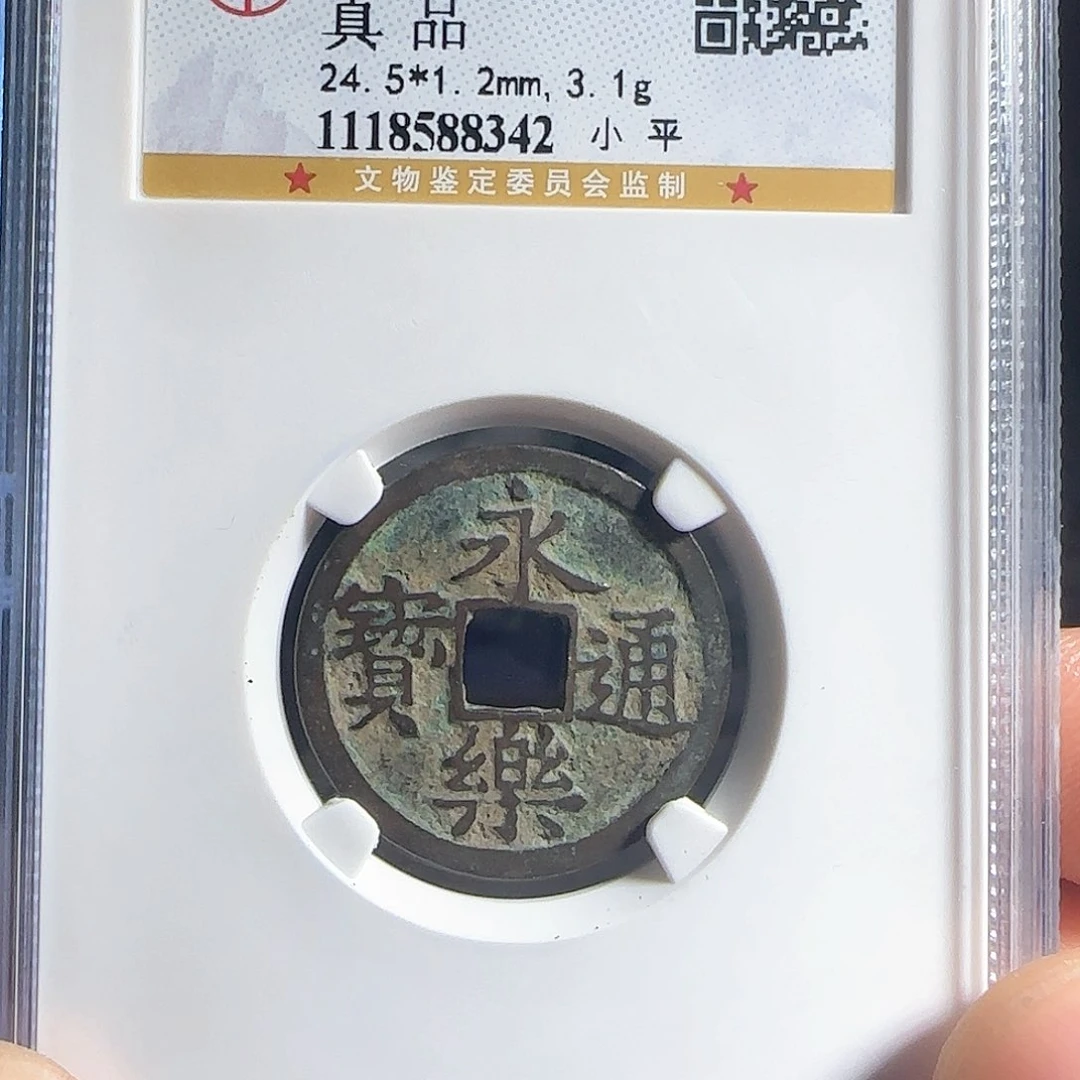 真品
24.5*1.2mm, 3.1g
1118588342 小平
★ 文物鉴定委员会监制 ★
永樂通寶